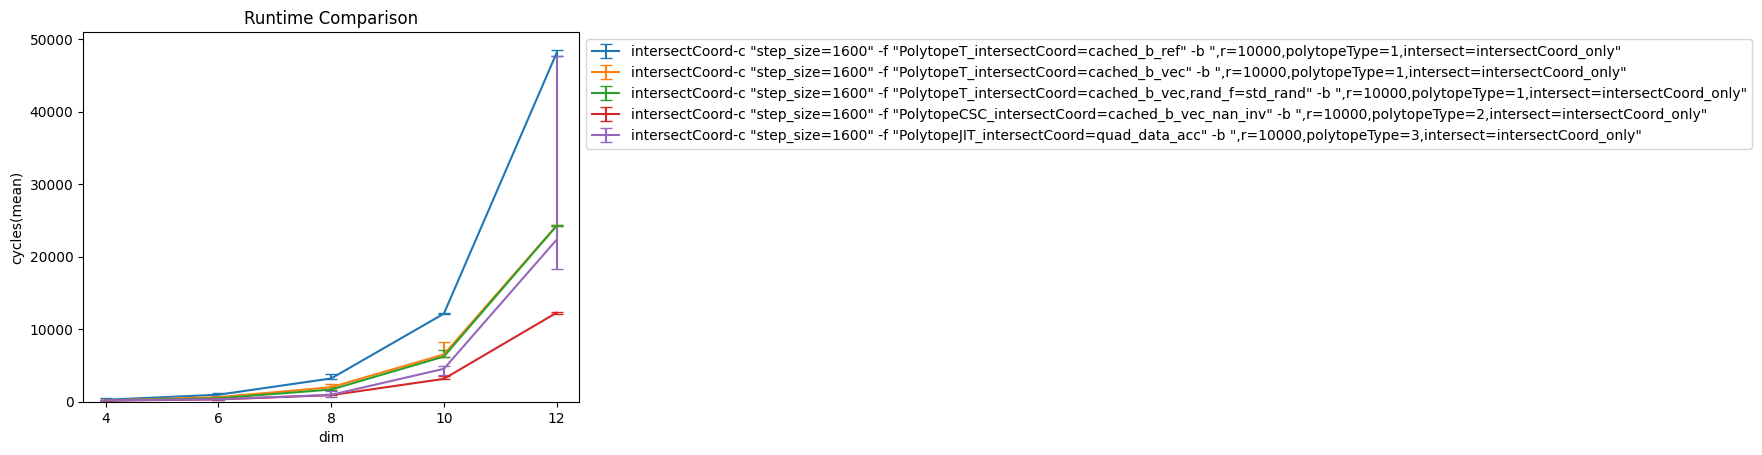 Runtime Comparison
50000
40000
30000
20000
10000
0
cycles(mean)
4
6
8
10
12
dim
intersectCoord-c "step_size=1600" -f "PolytopeT_intersectCoord=cached_b_ref" -b ",r=10000,polytopeType=1,intersect=intersectCoord_only"
intersectCoord-c "step_size=1600" -f "PolytopeT_intersectCoord=cached_b_vec" -b ",r=10000,polytopeType=1,intersect=intersectCoord_only"
intersectCoord-c "step_size=1600" -f "PolytopeT_intersectCoord=cached_b_vec,rand_f=std_rand" -b ",r=10000,polytopeType=1,intersect=intersectCoord_only"
intersectCoord-c "step_size=1600" -f "PolytopeCSC_intersectCoord=cached_b_vec_nan_inv" -b ",r=10000,polytopeType=2,intersect=intersectCoord_only"
intersectCoord-c "step_size=1600" -f "PolytopeJIT_intersectCoord=quad_data_acc" -b ",r=10000,polytopeType=3,intersect=intersectCoord_only"